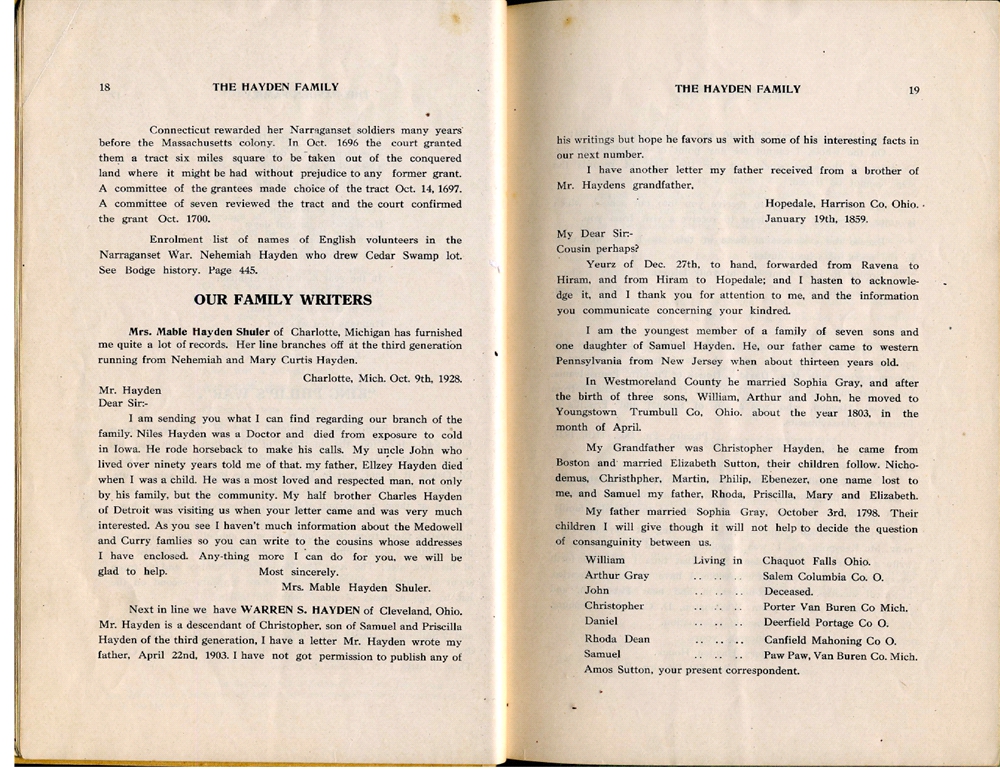 18
THE HAYDEN FAMILY
Connecticut rewarded her Narraganset soldiers many years
before the Massachusetts colony. In Oct. 1696 the court granted
them a tract six miles square to be taken out of the conquered
land where it might be had without prejudice to any former grant.
A committee of the grantees made choice of the tract Oct. 14, 1697.
A committee of seven reviewed the tract and the court confirmed
the grant Oct. 1700.
Enrolment list of names of English volunteers in the
Narraganset War. Nehemiah Hayden who drew Cedar Swamp lot.
See Bodge history. Page 445.
OUR FAMILY WRITERS
Mrs. Mable Hayden Shuler of Charlotte, Michigan has furnished
me quite a lot of records. Her line branches off at the third generation
running from Nehemiah and Mary Curtis Hayden.
Charlotte, Mich. Oct. 9th, 1928.
Mr. Hayden
Dear Sir:-
I am sending you what I can find regarding our branch of the
family. Niles Hayden was a Doctor and died from exposure to cold
in Iowa. He rode horseback to make his calls. My uncle John who
lived over ninety years told me of that. my father, Ellzey Hayden died
when I was a child. He was a most loved and respected man, not only
by his family, but the community. My half brother Charles Hayden
of Detroit was visiting us when your letter came and was very much
interested. As you see I haven't much information about the Medowell
and Curry famlies so you can write to the cousins whose addresses
I have enclosed. Any-thing more I can do for you, we will be
glad to help. Most sincerely.
Mrs. Mable Hayden Shuler.
Next in line we have WARREN S. HAYDEN of Cleveland, Ohio.
Mr. Hayden is a descendant of Christopher, son of Samuel and Priscilla
Hayden of the third generation, I have a letter Mr. Hayden wrote my
father, April 22nd, 1903. I have not got permission to publish any of
THE HAYDEN FAMILY
19
his writings but hope he favors us with some of his interesting facts in
our next number.
I have another letter my father received from a brother of
Mr. Haydens grandfather.
Hopedale, Harrison Co, Ohio.
January 19th, 1859.
My Dear Sir:-
Cousin perhaps?
Yeurz of Dec. 27th, to hand, forwarded from Ravena to
Hiram, and from Hiram to Hopedale; and I hasten to acknowle-
dge it, and I thank you for attention to me, and the information
you communicate concerning your kindred.
I am the youngest member of a family of seven sons and
one daughter of Samuel Hayden. He, our father came to western
Pennsylvania from New Jersey when about thirteen years old.
In Westmoreland County he married Sophia Gray, and after
the birth of three sons, William, Arthur and John, he moved to
Youngstown Trumbull Co, Ohio. about the year 1803, in the
month of April.
My Grandfather was Christopher Hayden, he came from
Boston and married Elizabeth Sutton, their children follow. Nicho-
demus, Christhpher, Martin, Philip, Ebenezer, one name lost to
me, and Samuel my father, Rhoda, Priscilla, Mary and Elizabeth.
My father married Sophia Gray, October 3rd, 1798. Their
children I will give though it will not help to decide the question
of consanguinity between us.
William Living in Chaquot Falls Ohio.
Arthur Gray .. .. .. Salem Columbia Co. O.
John .. .. .. Deceased.
Christopher .. .. .. Porter Van Buren Co Mich.
Daniel .. .. .. Deerfield Portage Co O.
Rhoda Dean .. .. .. Canfield Mahoning Co O.
Samuel .. .. .. Paw Paw, Van Buren Co. Mich.
Amos Sutton, your present correspondent.